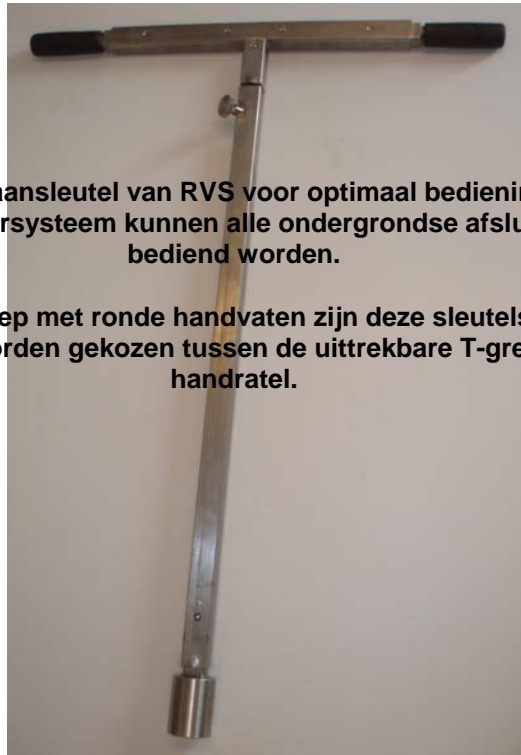 aansleutel van RVS voor optimaal bedienin
rsysteem kunnen alle ondergrondse afslu
bediend worden.
ep met ronde handvaten zijn deze sleutels
orden gekozen tussen de uittrekbare T-gre
handratel.